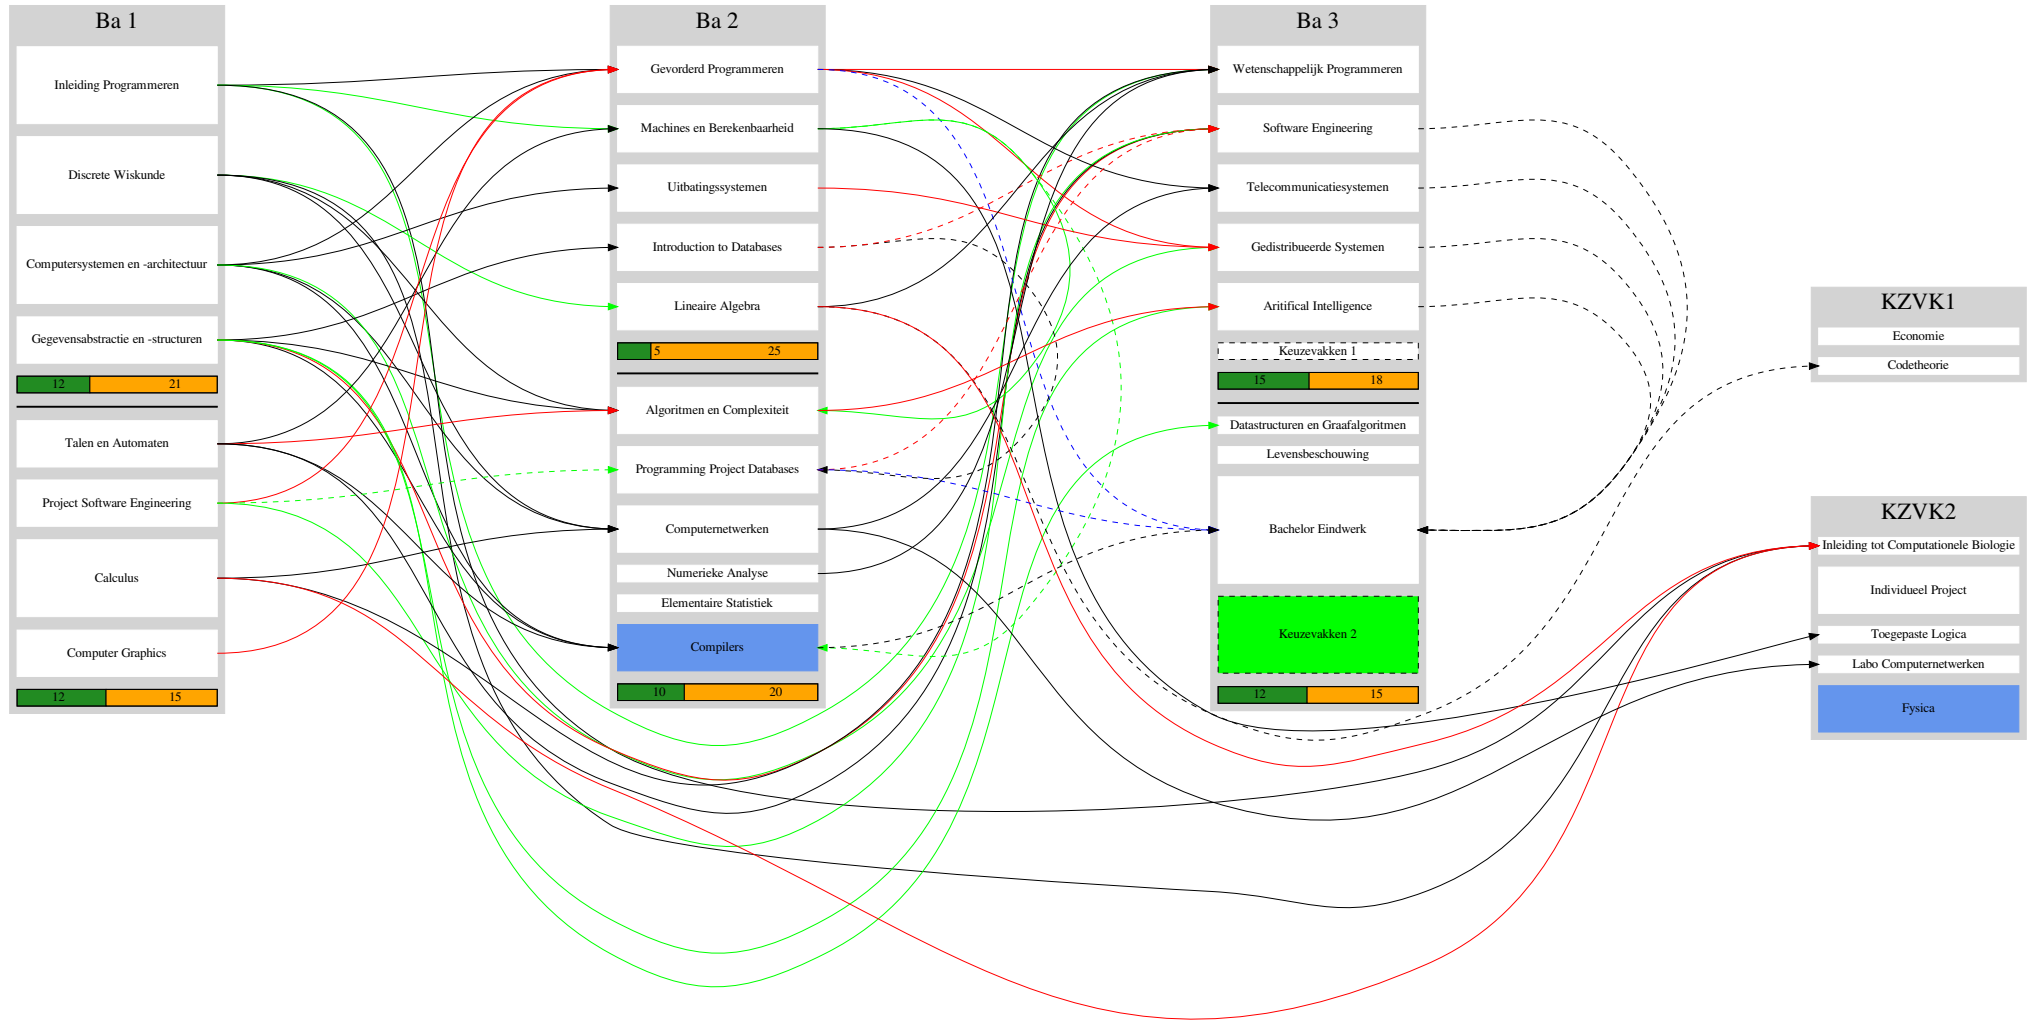 Ba 1
Inleiding Programmeren
Discrete Wiskunde
Computersystemen en -architectuur
Gegevensabstractie en -structuren
12 21
Talen en Automaten
Project Software Engineering
Calculus
Computer Graphics
12 15
Ba 2
Gevorderd Programmeren
Machines en Berekenbaarheid
Uitbatingssystemen
Introduction to Databases
Lineaire Algebra
5 25
Algoritmen en Complexiteit
Programming Project Databases
Computernetwerken
Numerieke Analyse
Elementaire Statistiek
Compilers
10 20
Ba 3
Wetenschappelijk Programmeren
Software Engineering
Telecommunicatiesystemen
Gedistribueerde Systemen
Aritifical Intelligence
Keuzevakken 1
15 18
Datastructuren en Graafalgoritmen
Levensbeschouwing
Bachelor Eindwerk
Keuzevakken 2
12 15
KZVK1
Economie
Codetheorie
KZVK2
Inleiding tot Computationele Biologie
Individueel Project
Toegepaste Logica
Labo Computernetwerken
Fysica